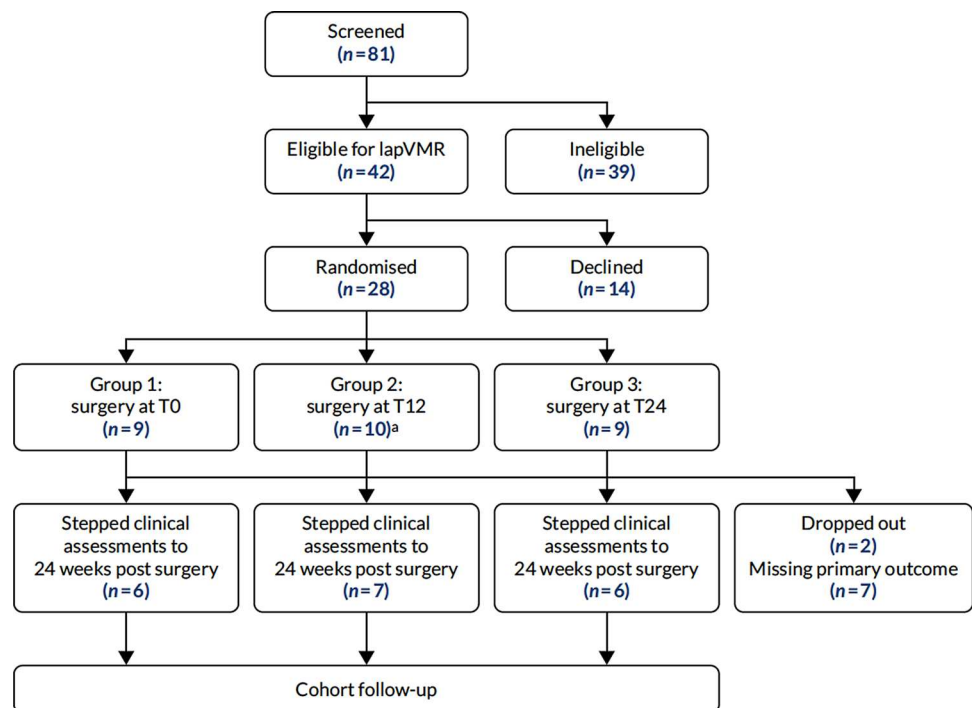 Screened
(n=81)
Eligible for lapVMR
(n=42)
Ineligible
(n=39)
Randomised
(n=28)
Declined
(n=14)
Group 1:
surgery at T0
(n=9)
Group 2:
surgery at T12
(n=10)ᵃ
Group 3:
surgery at T24
(n=9)
Stepped clinical
assessments to
24 weeks post surgery
(n=6)
Stepped clinical
assessments to
24 weeks post surgery
(n=7)
Stepped clinical
assessments to
24 weeks post surgery
(n=6)
Dropped out
(n=2)
Missing primary outcome
(n=7)
Cohort follow-up